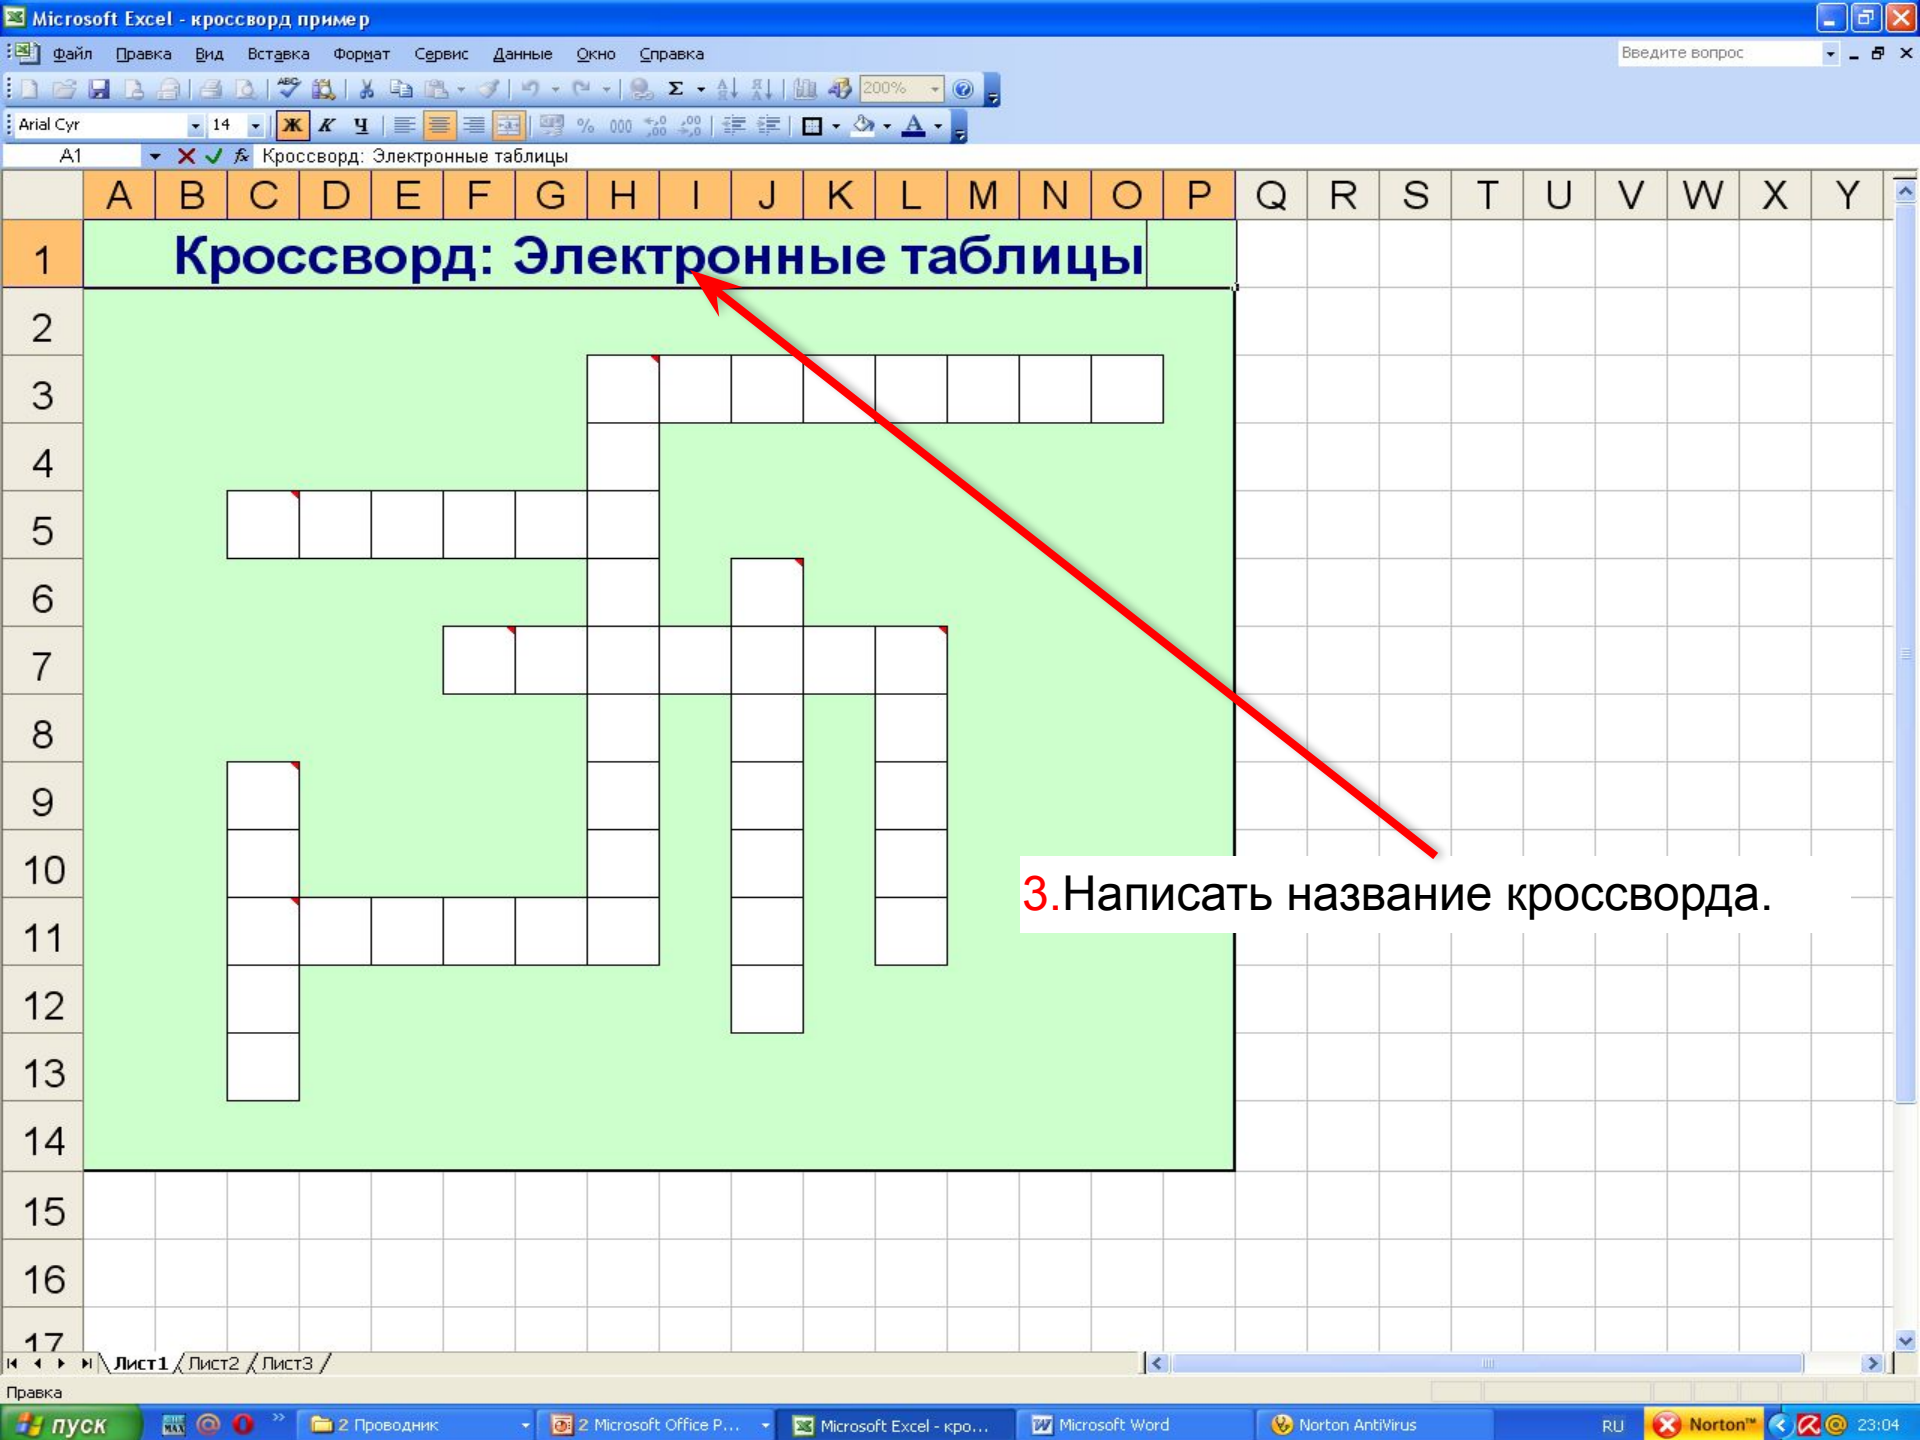 Microsoft Excel - кроссворд пример
Файл Правка Вид Вставка Формат Сервис Данные Окно Справка Введите вопрос
200%
Arial Cyr 14 Ж К Ч % 000 А
A1 Кроссворд: Электронные таблицы
A B C D E F G H I J K L M N O P Q R S T U V W X Y
1 Кроссворд: Электронные таблицы
2
3
4
5
6
7
8
9
10
3.Написать название кроссворда.
11
12
13
14
15
16
17
Лист1 Лист2 Лист3
Правка
пуск 2 Проводник 2 Microsoft Office P... Microsoft Excel - кро... Microsoft Word Norton AntiVirus RU Norton™ 23:04